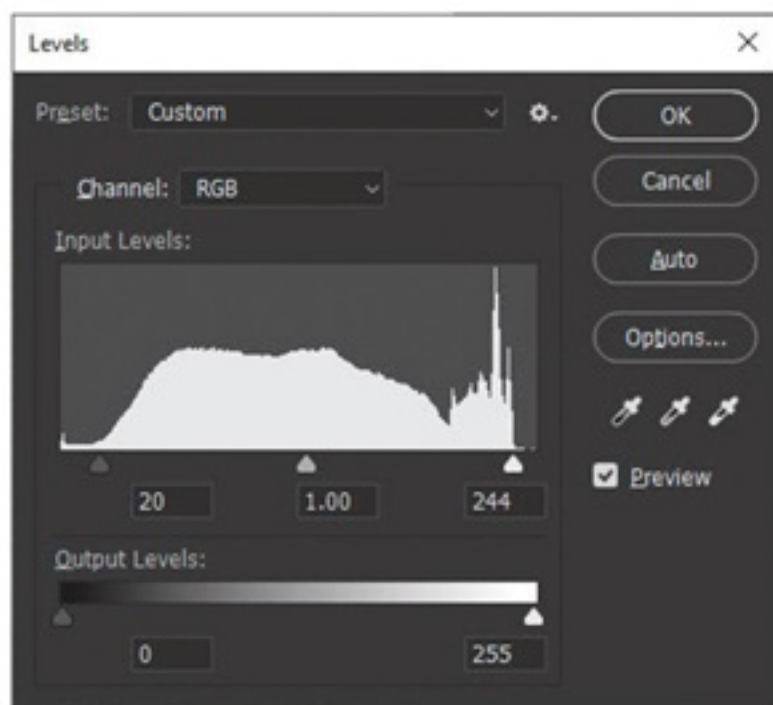 Levels
Preset: Custom
OK
Channel: RGB
Cancel
Input Levels:
Auto
Options...
20 1.00 244
Preview
Output Levels:
0 255